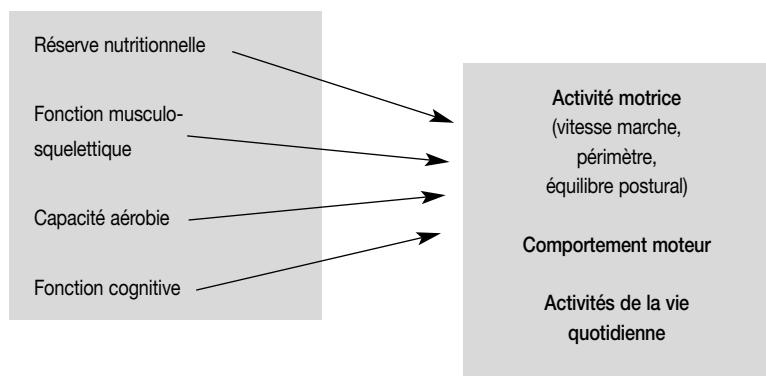 Réserve nutritionnelle
Fonction musculo-
squelettique
Capacité aérobie
Fonction cognitive
Activité motrice
(vitesse marche,
périmètre,
équilibre postural)
Comportement moteur
Activités de la vie
quotidienne